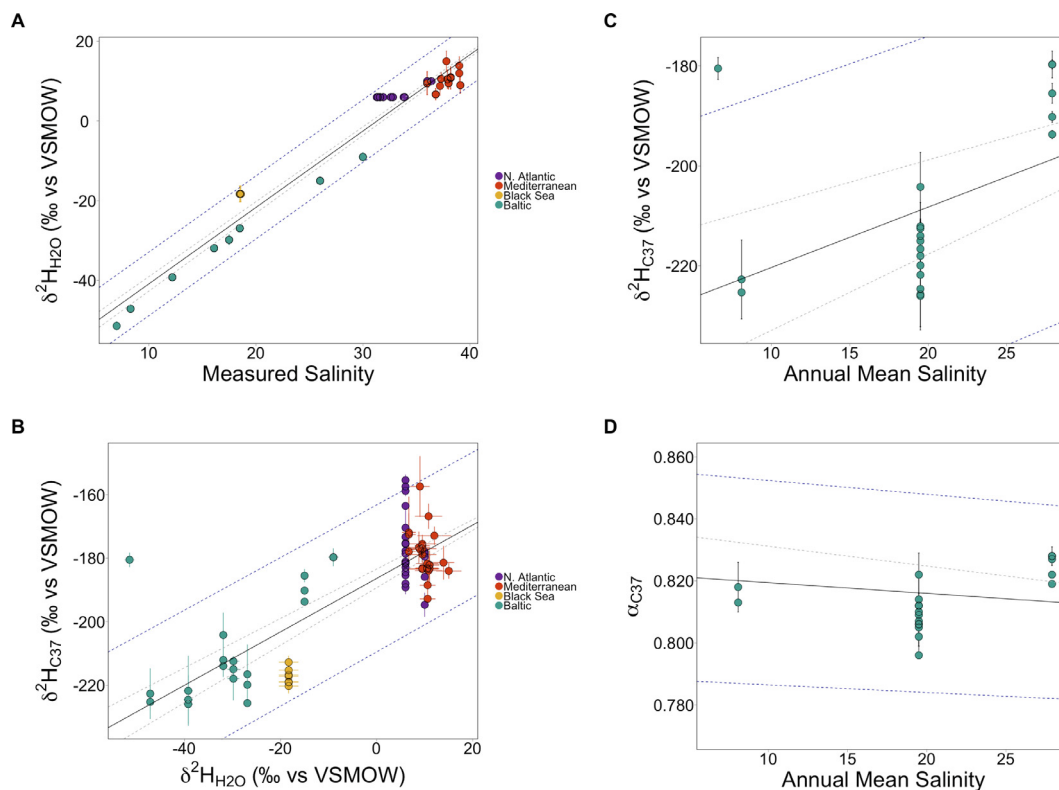 A
20
0
-20
-40
δ²H_H2O (‰ vs VSMOW)
10
20
30
40
Measured Salinity
N. Atlantic
Mediterranean
Black Sea
Baltic
B
-160
-180
-200
-220
δ²H_C37 (‰ vs VSMOW)
-40
-20
0
20
δ²H_H2O (‰ vs VSMOW)
N. Atlantic
Mediterranean
Black Sea
Baltic
C
-180
-200
-220
δ²H_C37 (‰ vs VSMOW)
10
15
20
25
Annual Mean Salinity
D
0.860
0.840
0.820
0.800
0.780
α_C37
10
15
20
25
Annual Mean Salinity